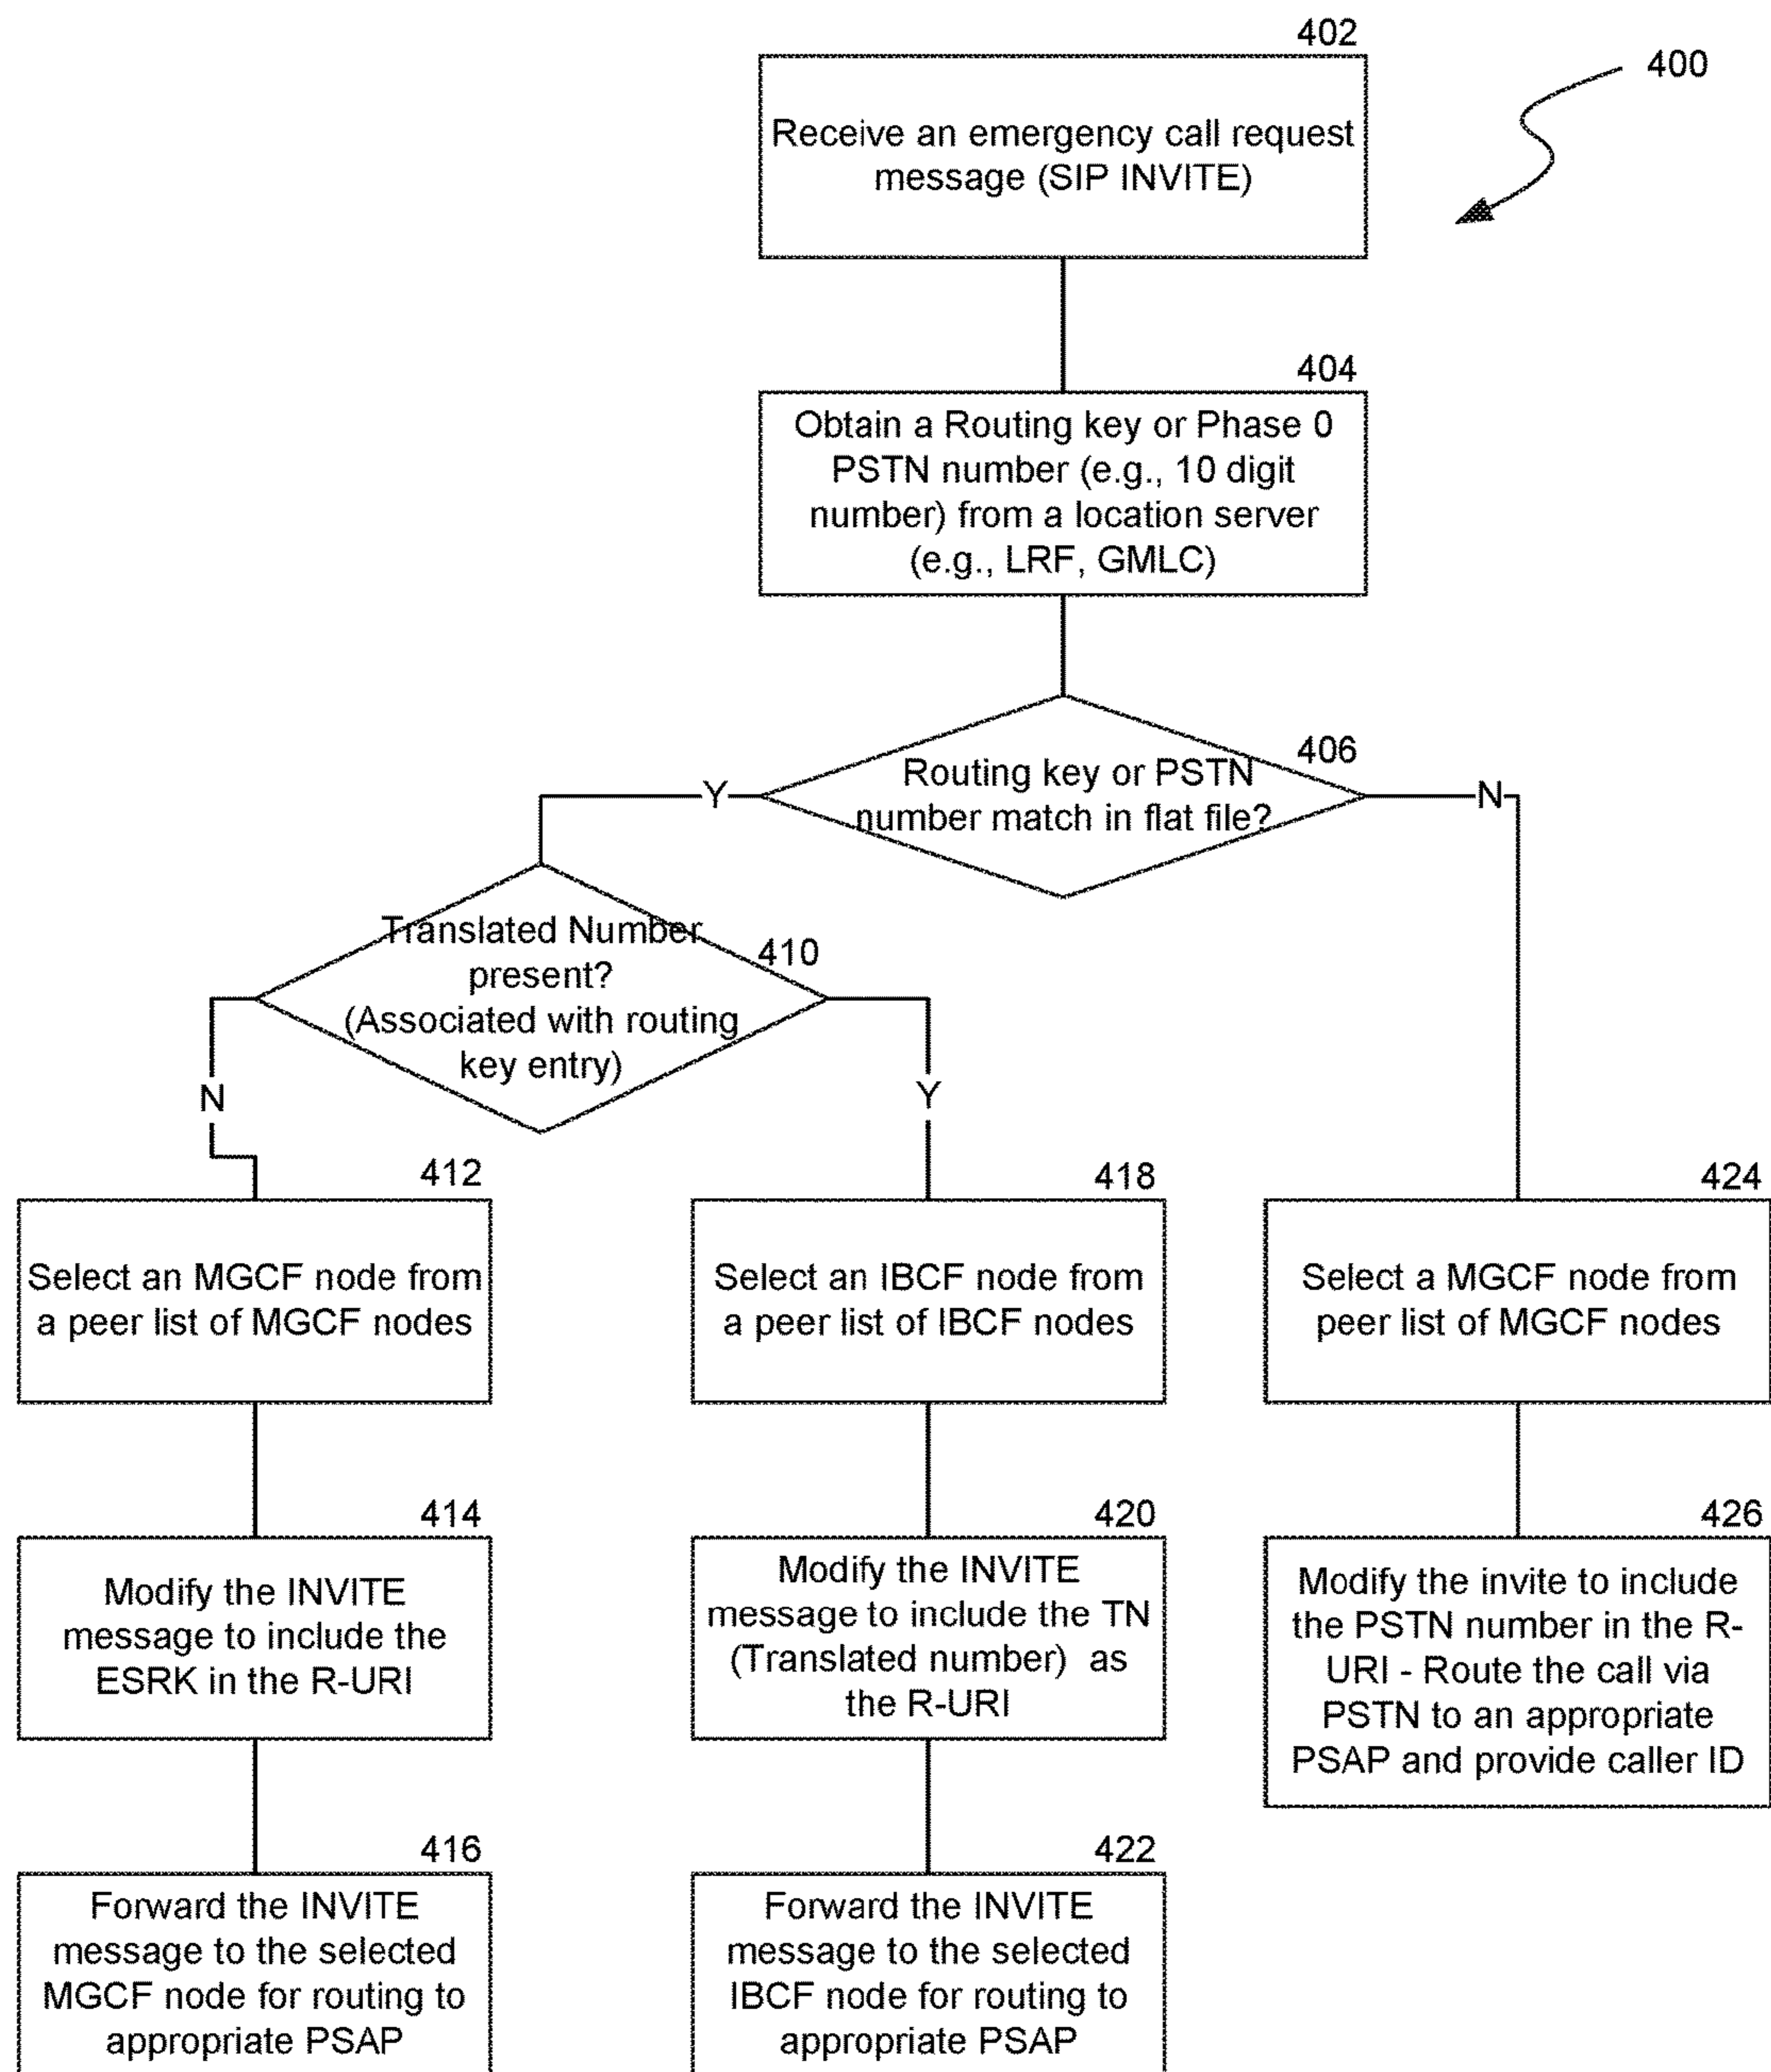 402
400
Receive an emergency call request
message (SIP INVITE)
404
Obtain a Routing key or Phase 0
PSTN number (e.g., 10 digit
number) from a location server
(e.g., LRF, GMLC)
406
Routing key or PSTN
number match in flat file?
Y
N
Translated Number
present?
(Associated with routing
key entry)
410
N
Y
412
Select an MGCF node from
a peer list of MGCF nodes
418
Select an IBCF node from
a peer list of IBCF nodes
424
Select a MGCF node from
peer list of MGCF nodes
414
Modify the INVITE
message to include the
ESRK in the R-URI
420
Modify the INVITE
message to include the TN
(Translated number) as
the R-URI
426
Modify the invite to include
the PSTN number in the R-
URI - Route the call via
PSTN to an appropriate
PSAP and provide caller ID
416
Forward the INVITE
message to the selected
MGCF node for routing to
appropriate PSAP
422
Forward the INVITE
message to the selected
IBCF node for routing to
appropriate PSAP